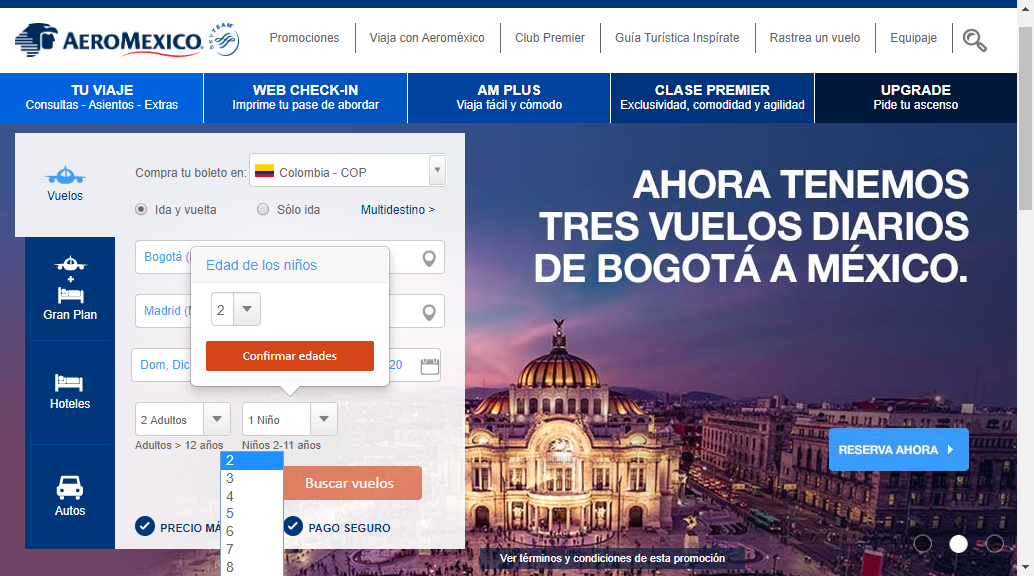 AEROMEXICO
SKYTEAM
Promociones
Viaja con Aeroméxico
Club Premier
Guía Turística Inspírate
Rastrea un vuelo
Equipaje
TU VIAJE
Consultas - Asientos - Extras
WEB CHECK-IN
Imprime tu pase de abordar
AM PLUS
Viaja fácil y cómodo
CLASE PREMIER
Exclusividad, comodidad y agilidad
UPGRADE
Pide tu ascenso
Vuelos
Gran Plan
Hoteles
Autos
Compra tu boleto en:
Colombia - COP
Ida y vuelta
Sólo ida
Multidestino >
Bogotá (
Edad de los niños
2
Madrid (
Confirmar edades
Dom, Dic
20
2 Adultos
1 Niño
Adultos > 12 años
Niños 2-11 años
2
3
4
5
6
7
8
Buscar vuelos
PRECIO MÁ
PAGO SEGURO
AHORA TENEMOS
TRES VUELOS DIARIOS
DE BOGOTÁ A MÉXICO.
RESERVA AHORA
Ver términos y condiciones de esta promoción